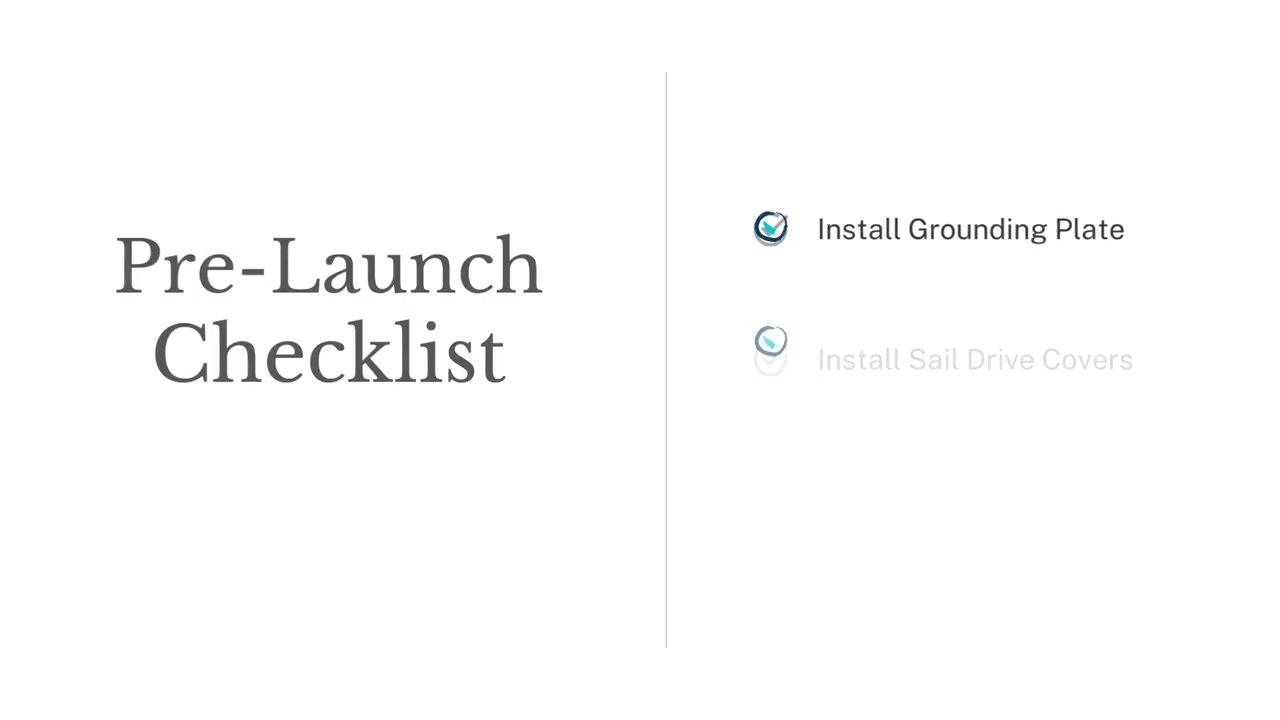 Pre-Launch
Checklist
Install Grounding Plate
Install Sail Drive Covers